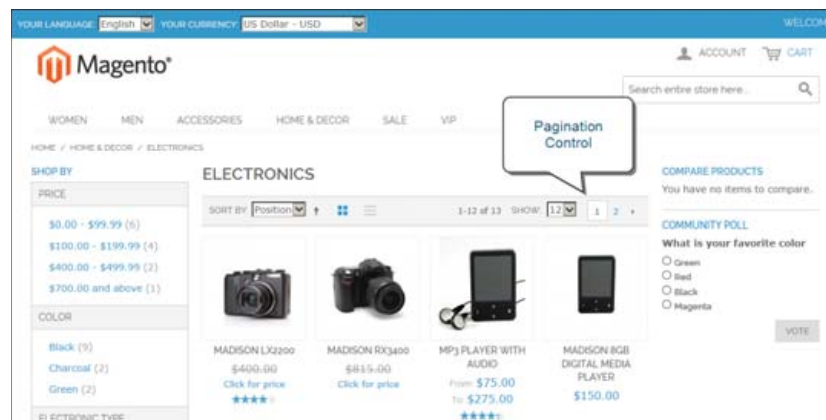 YOUR LANGUAGE: English YOUR CURRENCY: US Dollar - USD WELCOM
Magento®
ACCOUNT CART
Search entire store here...
WOMEN MEN ACCESSORIES HOME & DECOR SALE VIP
Pagination
Control
HOME / HOME & DECOR / ELECTRONICS
SHOP BY
PRICE
$0.00 - $99.99 (6)
$100.00 - $199.99 (4)
$400.00 - $499.99 (2)
$700.00 and above (1)
COLOR
Black (9)
Charcoal (2)
Green (2)
ELECTRONIC TYPE
ELECTRONICS
SORT BY Position 1-12 of 13 SHOW: 12 1 2
MADISON LX2200
$400.00
Click for price
MADISON RX3400
$815.00
Click for price
MP3 PLAYER WITH
AUDIO
From: $75.00
To: $275.00
MADISON 8GB
DIGITAL MEDIA
PLAYER
$150.00
COMPARE PRODUCTS
You have no items to compare.
COMMUNITY POLL
What is your favorite color
Green
Red
Black
Magenta
VOTE